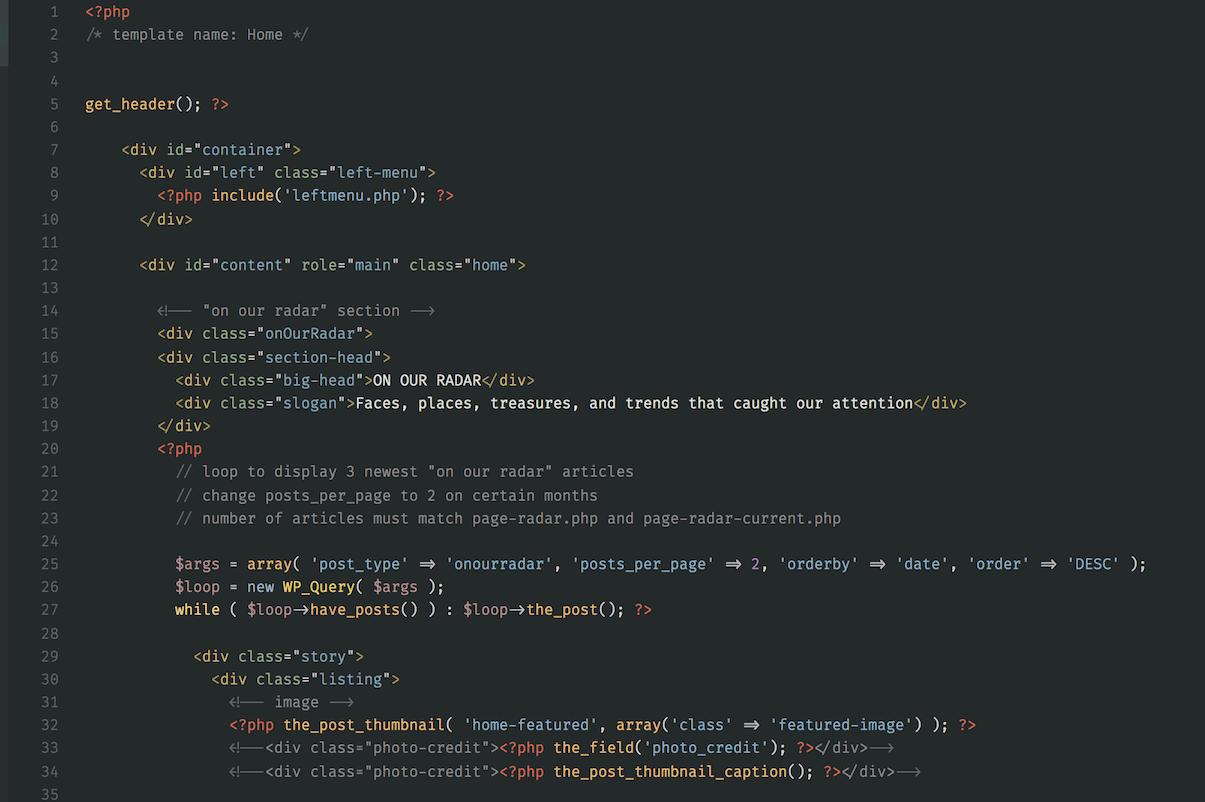 1 <?php
2 /* template name: Home */
3
4
5 get_header(); ?>
6
7 <div id="container">
8 <div id="left" class="left-menu">
9 <?php include('leftmenu.php'); ?>
10 </div>
11
12 <div id="content" role="main" class="home">
13
14 <!-- "on our radar" section -->
15 <div class="onOurRadar">
16 <div class="section-head">
17 <div class="big-head">ON OUR RADAR</div>
18 <div class="slogan">Faces, places, treasures, and trends that caught our attention</div>
19 </div>
20 <?php
21 // loop to display 3 newest "on our radar" articles
22 // change posts_per_page to 2 on certain months
23 // number of articles must match page-radar.php and page-radar-current.php
24
25 $args = array( 'post_type' => 'onourradar', 'posts_per_page' => 2, 'orderby' => 'date', 'order' => 'DESC' );
26 $loop = new WP_Query( $args );
27 while ( $loop->have_posts() ) : $loop->the_post(); ?>
28
29 <div class="story">
30 <div class="listing">
31 <!-- image -->
32 <?php the_post_thumbnail( 'home-featured', array('class' => 'featured-image') ); ?>
33 <!--<div class="photo-credit"><?php the_field('photo_credit'); ?></div>-->
34 <!--<div class="photo-credit"><?php the_post_thumbnail_caption(); ?></div>-->
35